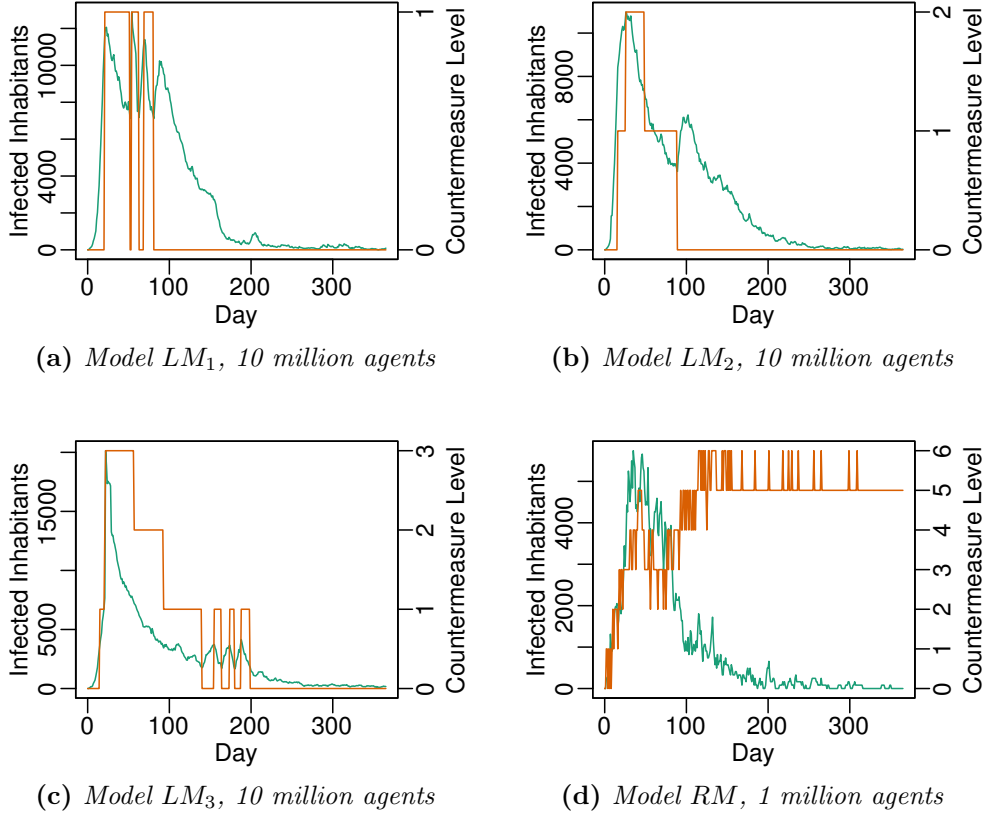 Infected Inhabitants
0
4000
10000
0
100
200
300
Day
0
1
Countermeasure Level
(a) Model LM₁, 10 million agents
Infected Inhabitants
0
4000
8000
0
100
200
300
Day
0
1
2
Countermeasure Level
(b) Model LM₂, 10 million agents
Infected Inhabitants
0
5000
15000
0
100
200
300
Day
0
1
2
3
Countermeasure Level
(c) Model LM₃, 10 million agents
Infected Inhabitants
0
2000
4000
0
100
200
300
Day
0
1
2
3
4
5
6
Countermeasure Level
(d) Model RM, 1 million agents